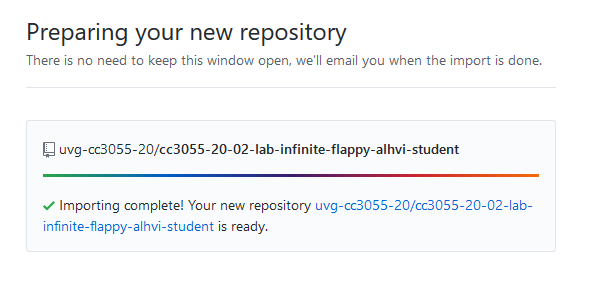 Preparing your new repository
There is no need to keep this window open, we'll email you when the import is done.
uvg-cc3055-20/cc3055-20-02-lab-infinite-flappy-alhvi-student
Importing complete! Your new repository uvg-cc3055-20/cc3055-20-02-lab-
infinite-flappy-alhvi-student is ready.